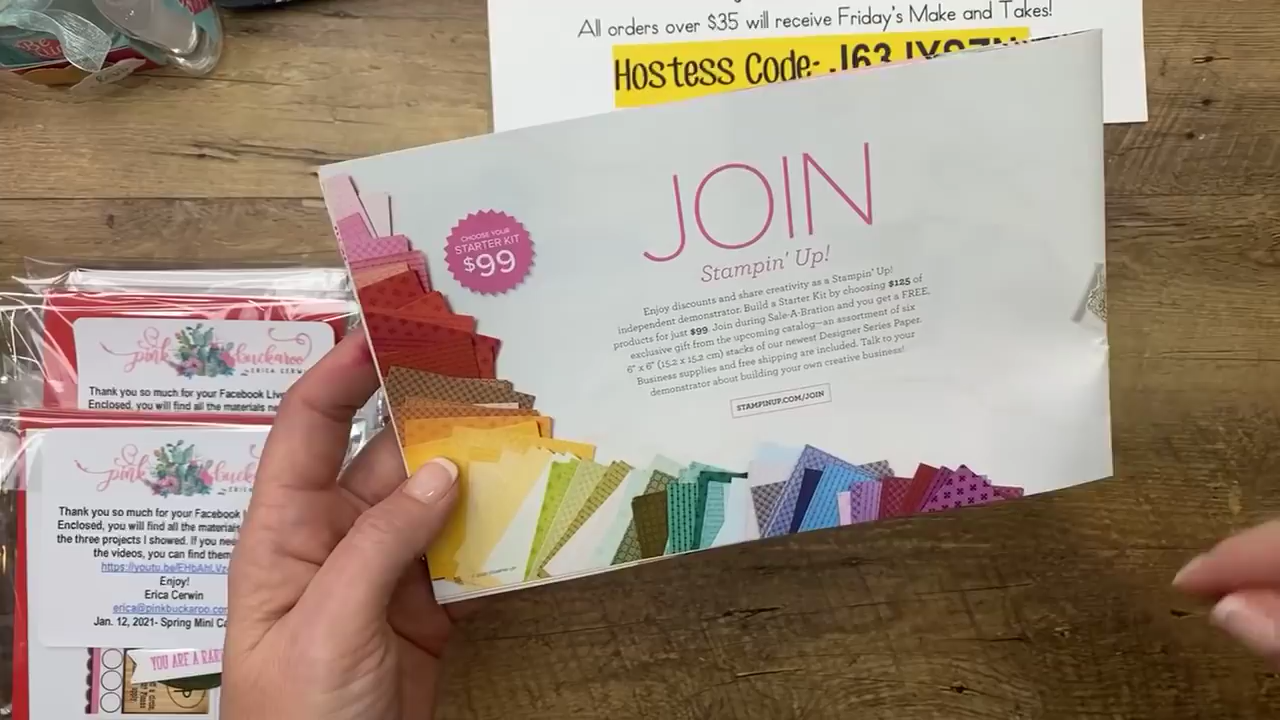 All orders over $35 will receive Friday's Make and Takes!
Hostess Code:
JOIN
Stampin' Up!
CHOOSE YOUR
STARTER KIT
$99
Enjoy discounts and share creativity as a Stampin' Up!
independent demonstrator. Build a Starter Kit by choosing $125 of
products for just $99. Join during Sale-A-Bration and you get a FREE,
exclusive gift from the upcoming catalog—an assortment of six
6" x 6" (15.2 x 15.2 cm) stacks of our newest Designer Series Paper.
Business supplies and free shipping are included. Talk to your
demonstrator about building your own creative business!
STAMPINUP.COM/JOIN
pink buckaroo
ERICA CERWIN
Thank you so much for your Facebook Live
Enclosed, you will find all the materials
pink buckaroo
Thank you so much for your Facebook
Enclosed, you will find all the materials
the three projects I showed. If you
the videos, you can find them
Enjoy!
Erica Cerwin
Jan. 12, 2021- Spring Mini
YOU ARE A